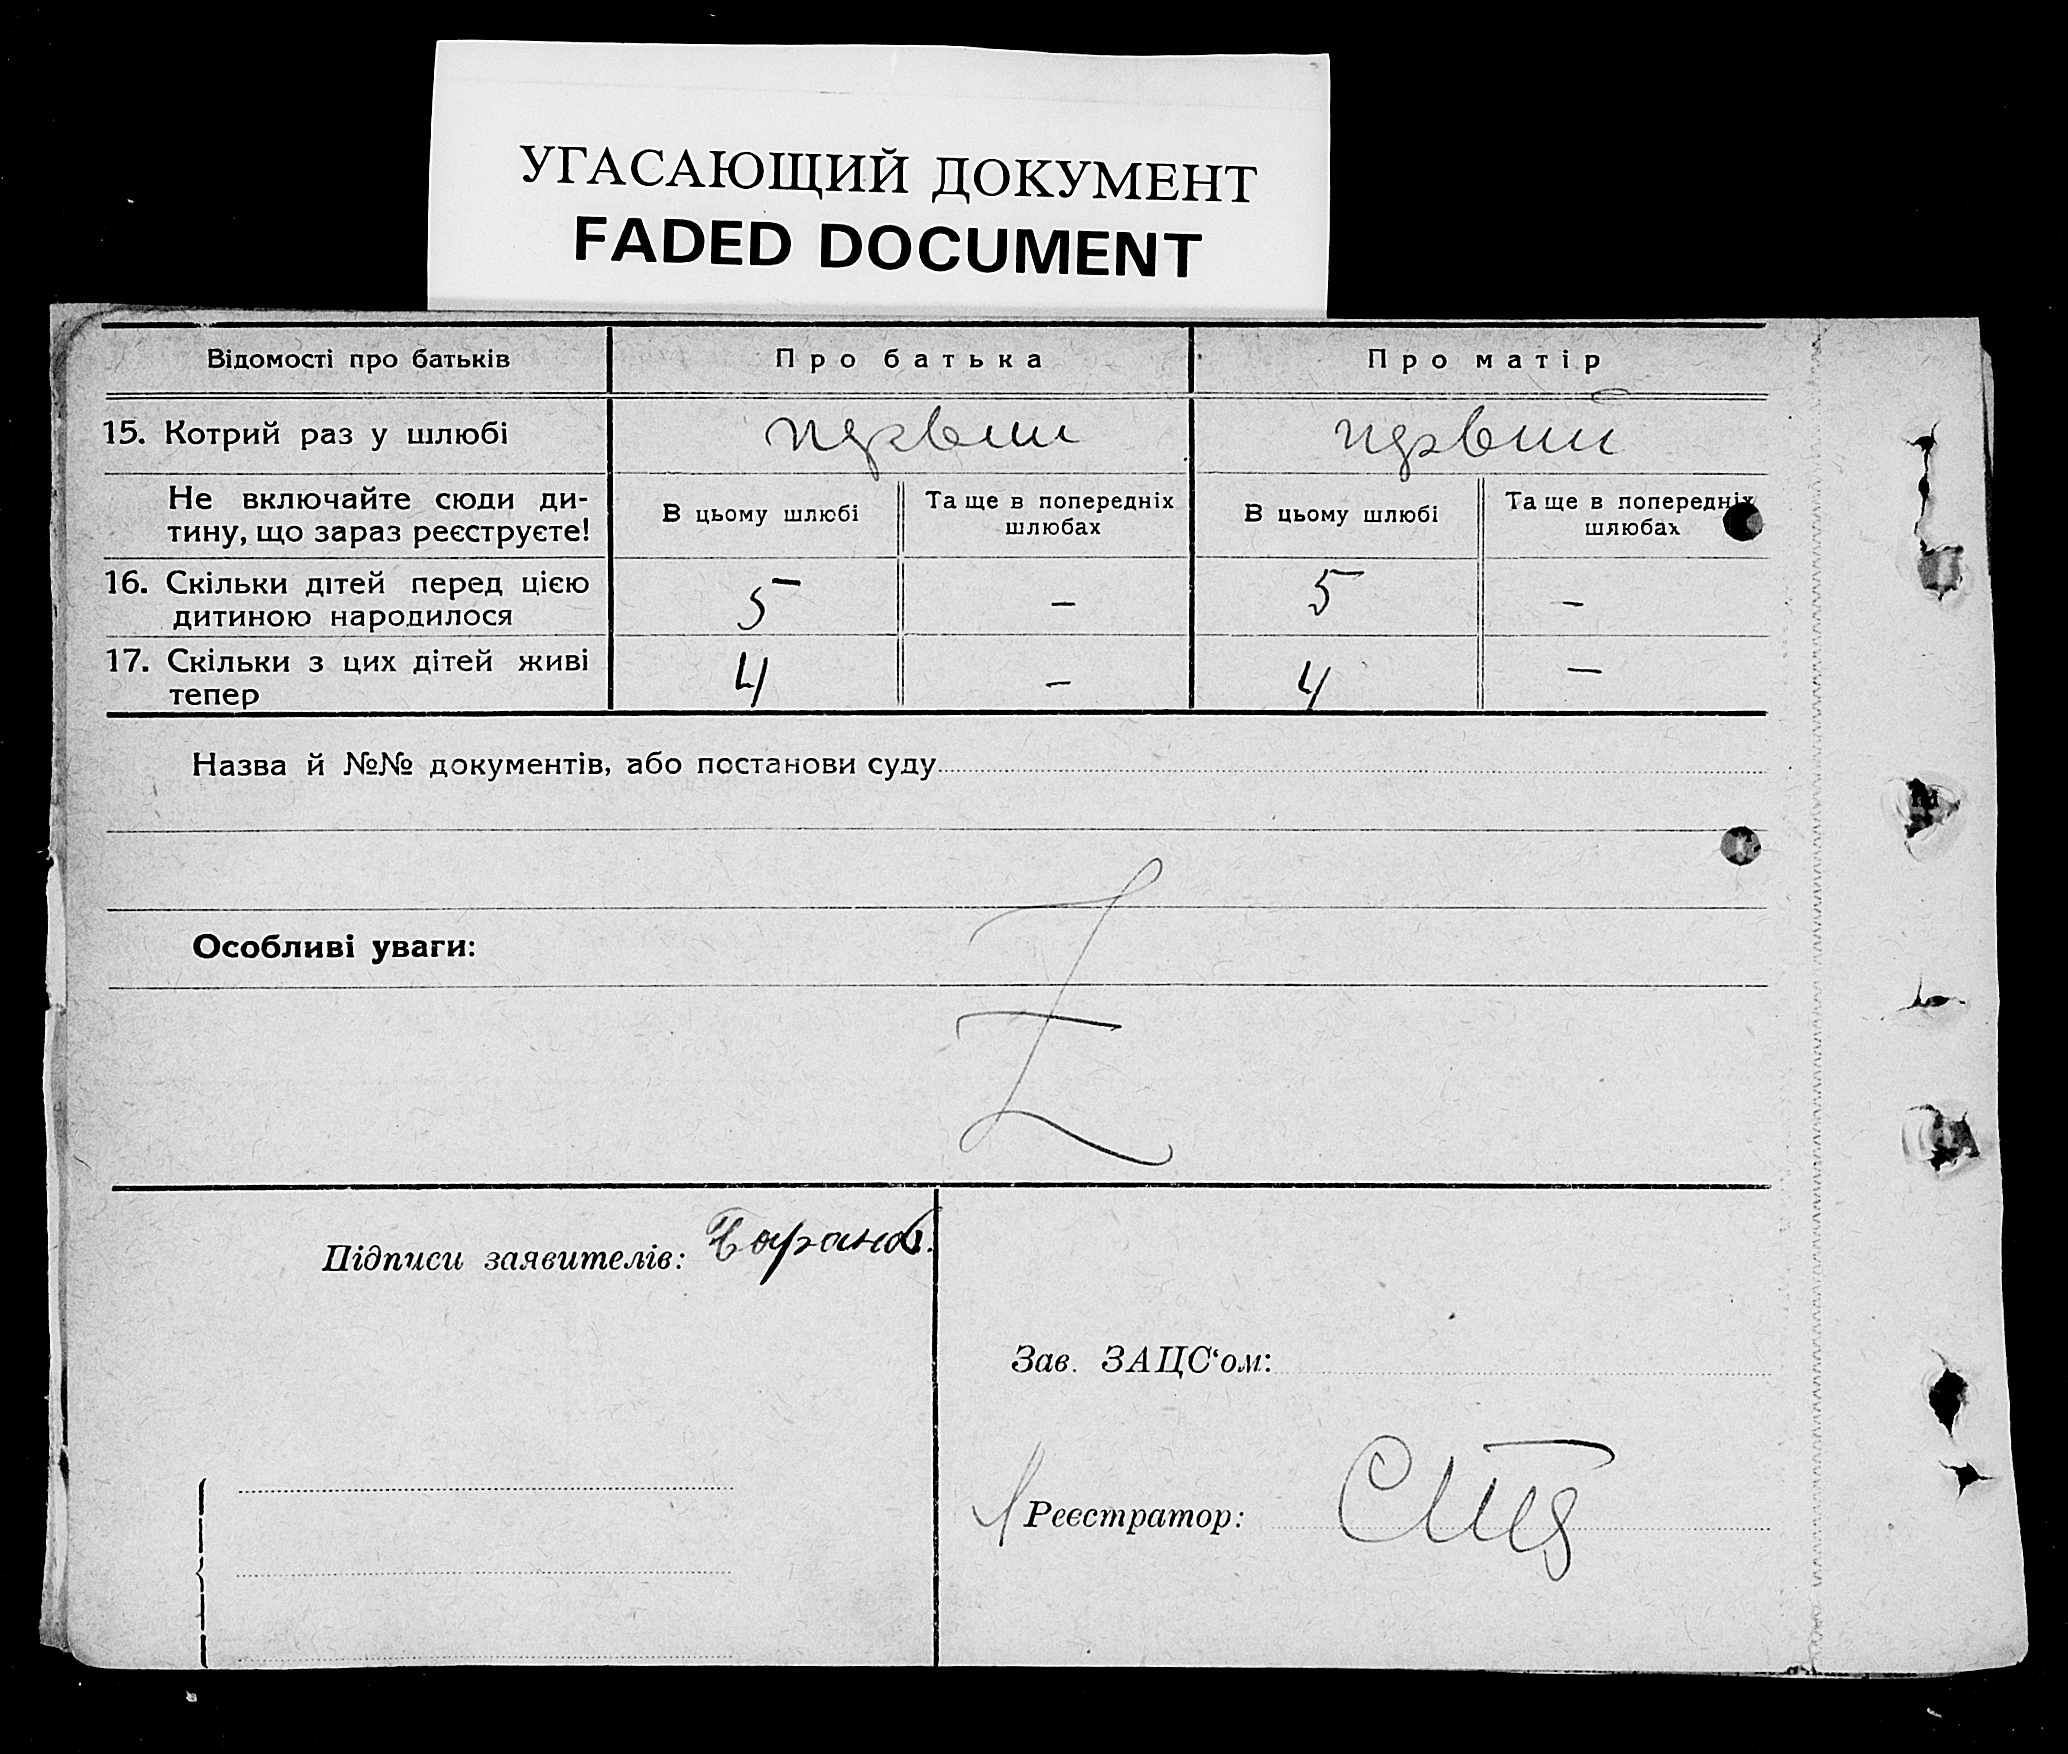 УГАСАЮЩИЙ ДОКУМЕНТ
FADED DOCUMENT
Відомості про батьків Про батька Про матір
15. Котрий раз у шлюбі первий первий
Не включайте сюди ди-
тину, що зараз реєструєте!
В цьому шлюбі
Та ще в попередніх
шлюбах
В цьому шлюбі
Та ще в попередніх
шлюбах
16. Скільки дітей перед цією
дитиною народилося
5 – 5 –
17. Скільки з цих дітей живі
тепер
4 – 4 –
Назва й №№ документів, або постанови суду
Особливі уваги:
Підписи заявителів: Баранов.
Зав. ЗАЦС‘ом:
Реєстратор: